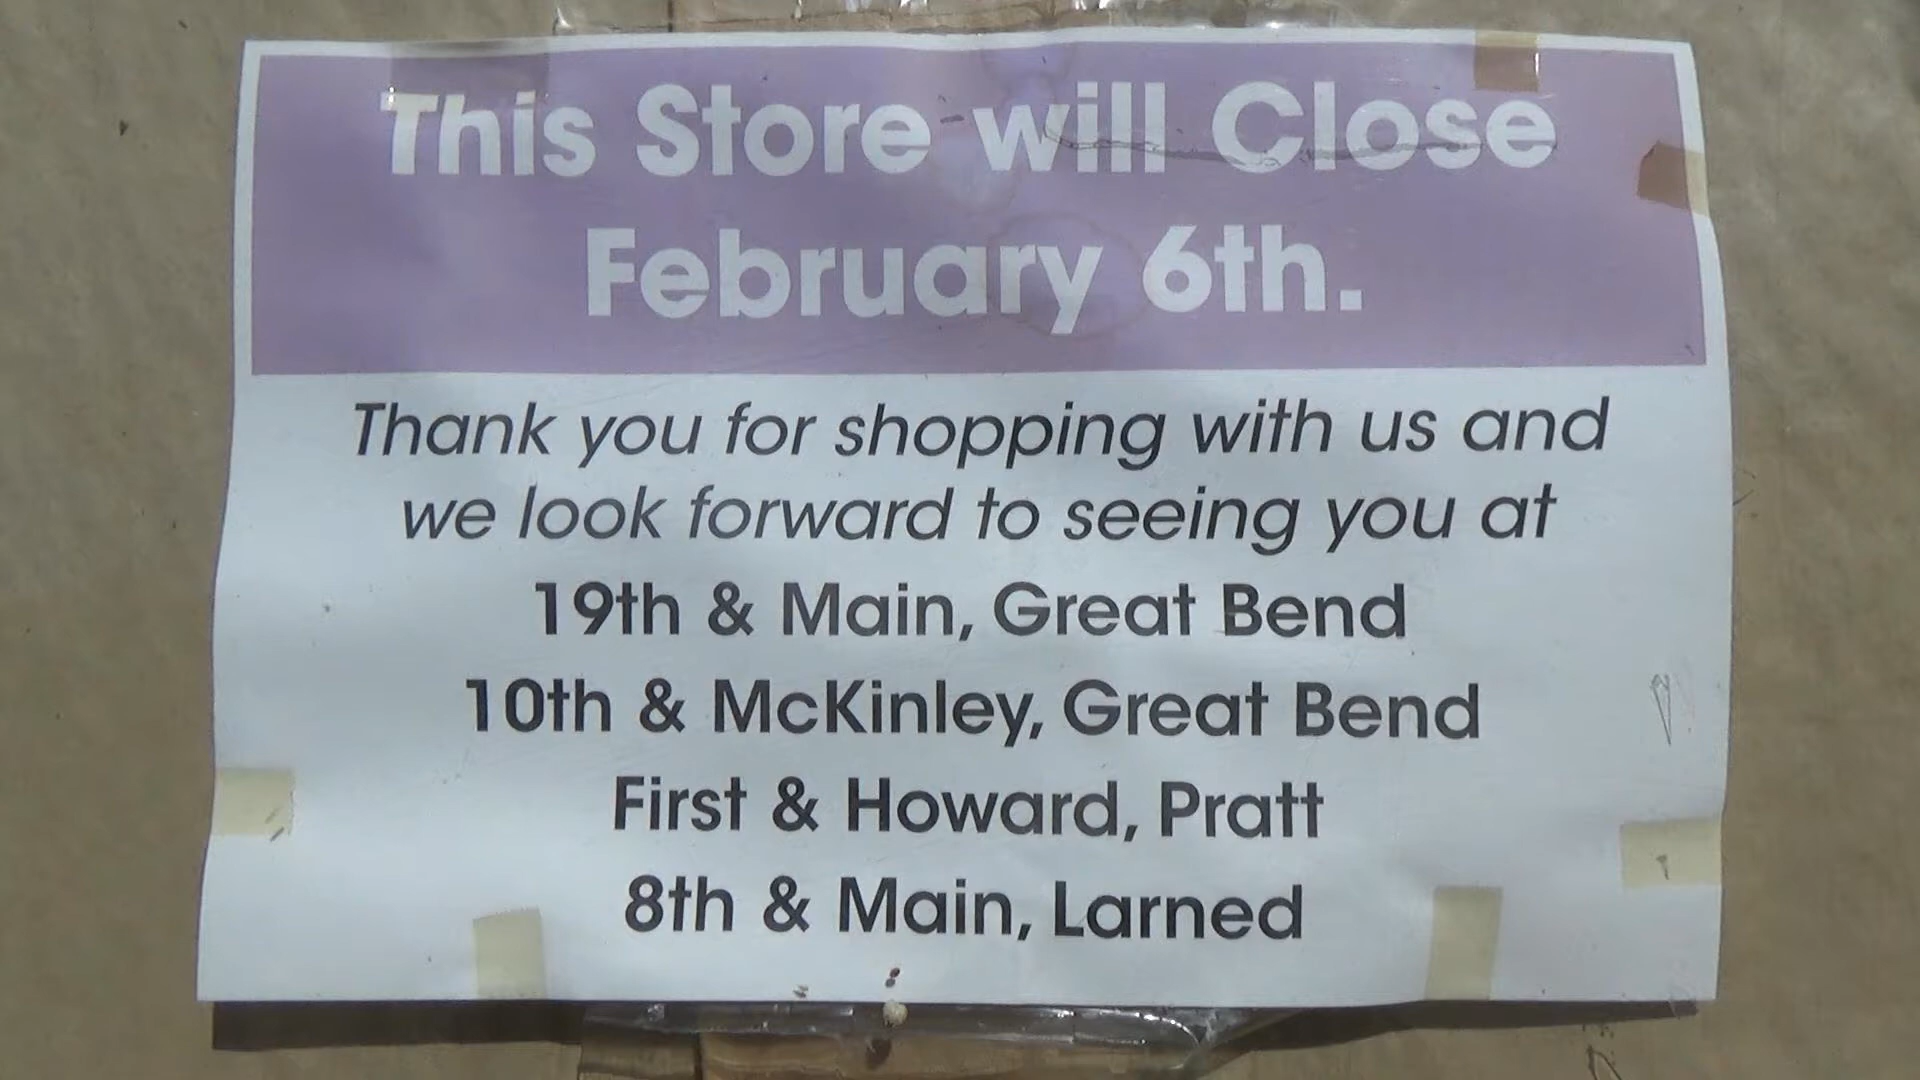 This Store will Close
February 6th.
Thank you for shopping with us and
we look forward to seeing you at
19th & Main, Great Bend
10th & McKinley, Great Bend
First & Howard, Pratt
8th & Main, Larned